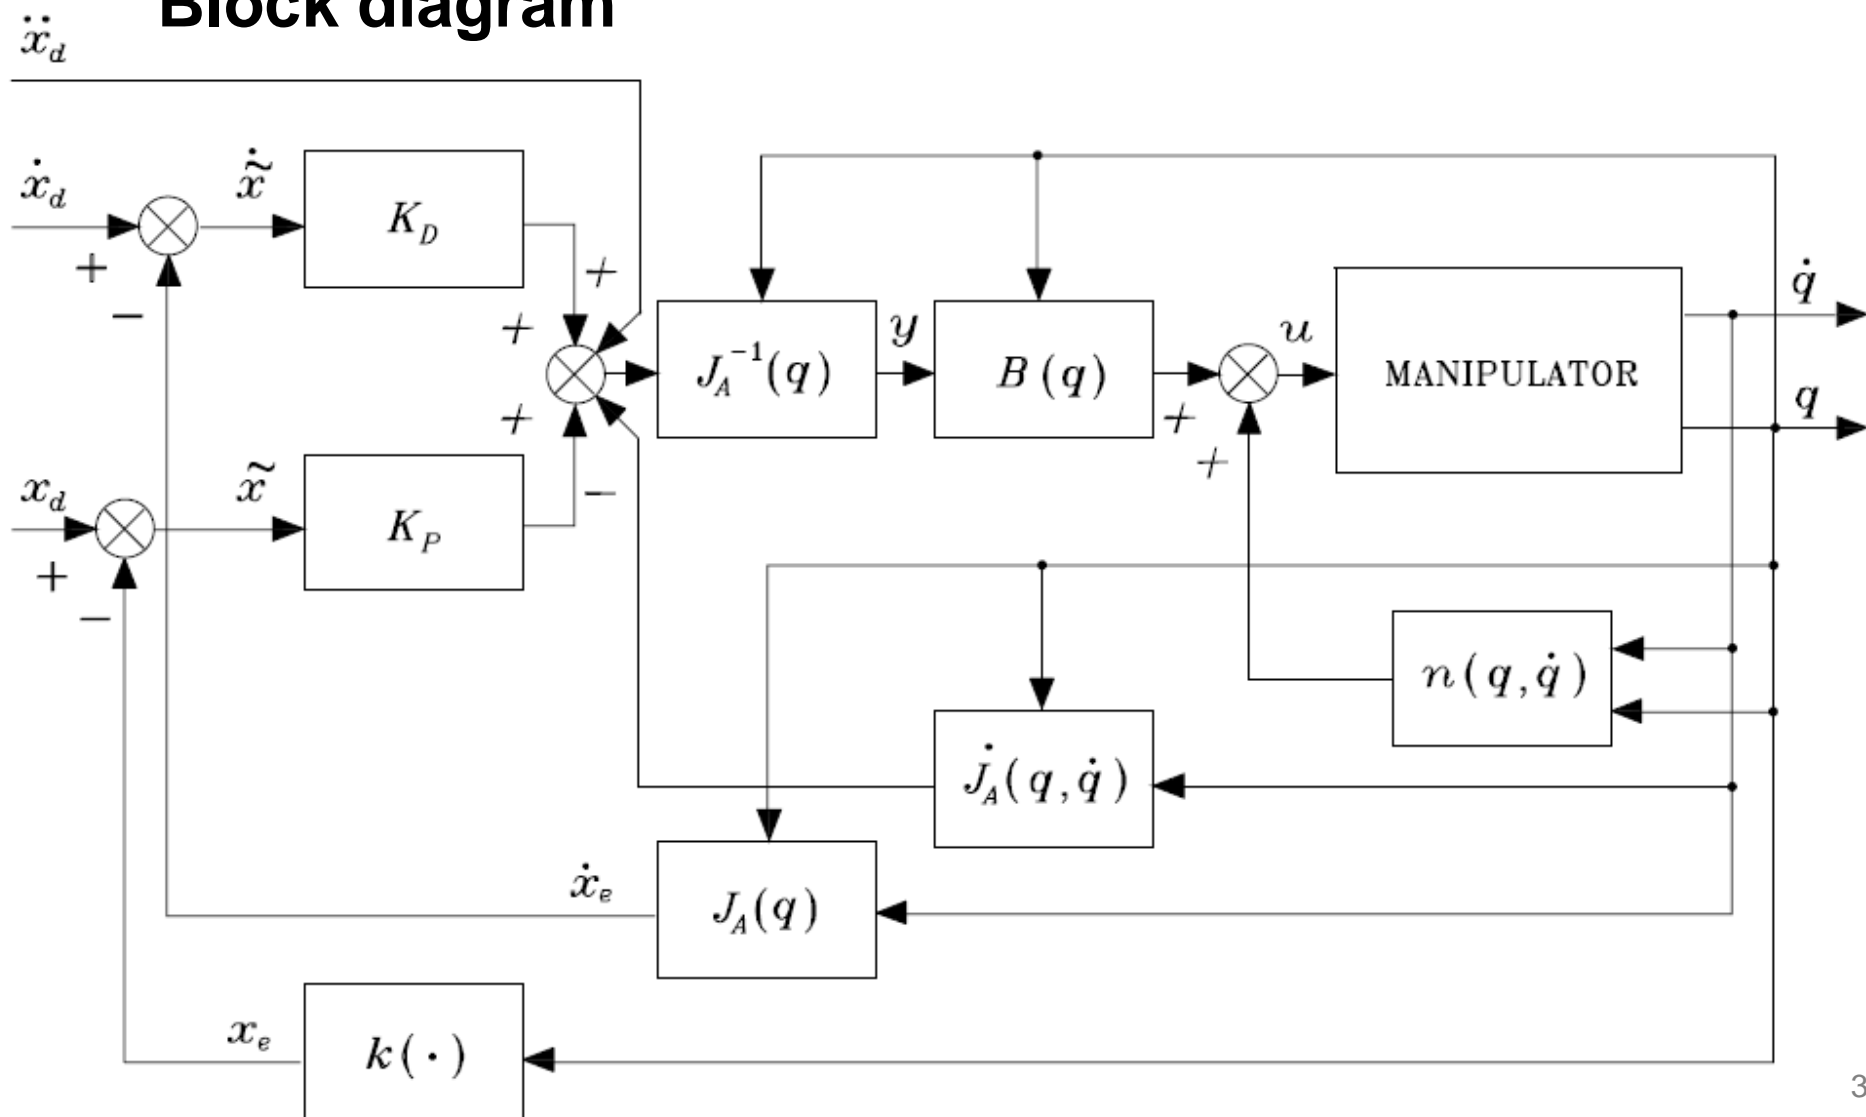 Block diagram
ẍ_d
ẋ_d
x̃̇
K_D
+
−
+
+
J_A^{-1}(q)
y
B(q)
u
MANIPULATOR
q̇
q
+
+
+
−
x_d
x̃
K_P
+
−
n(q,q̇)
J̇_A(q,q̇)
ẋ_e
J_A(q)
x_e
k(·)
3